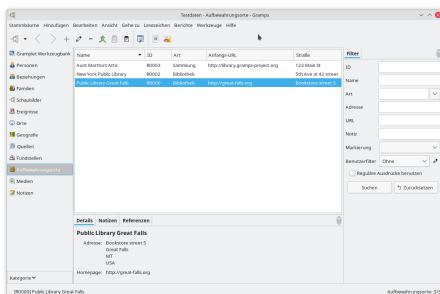 Testdaten - Aufbewahrungsorte - Gramps
Stammbäume Hinzufügen Bearbeiten Ansicht Gehe zu Lesezeichen Berichte Werkzeuge Hilfe
Gramplet Werkzeugbank
Personen
Beziehungen
Familien
Schaubilder
Ereignisse
Orte
Geografie
Quellen
Fundstellen
Aufbewahrungsorte
Medien
Notizen
Kategorie
Name ID Art Anfangs-URL Straße
Aunt Martha's Attic R0003 Sammlung http://library.gramps-project.org 123 Main St
New York Public Library R0002 Bibliothek 5th Ave at 42 street
Public Library Great Falls R0000 Bibliothek http://great-falls.org Bookstore street 5
Details Notizen Referenzen
Public Library Great Falls
Adresse: Bookstore street 5
Great Falls
MT
USA
Homepage: http://great-falls.org
Filter
ID
Name
Art
Adresse
URL
Notiz
Markierung
Benutzerfilter Ohne
Reguläre Ausdrücke benutzen
Suchen Zurücksetzen
[R0000] Public Library Great Falls
Aufbewahrungsorte: 3/3